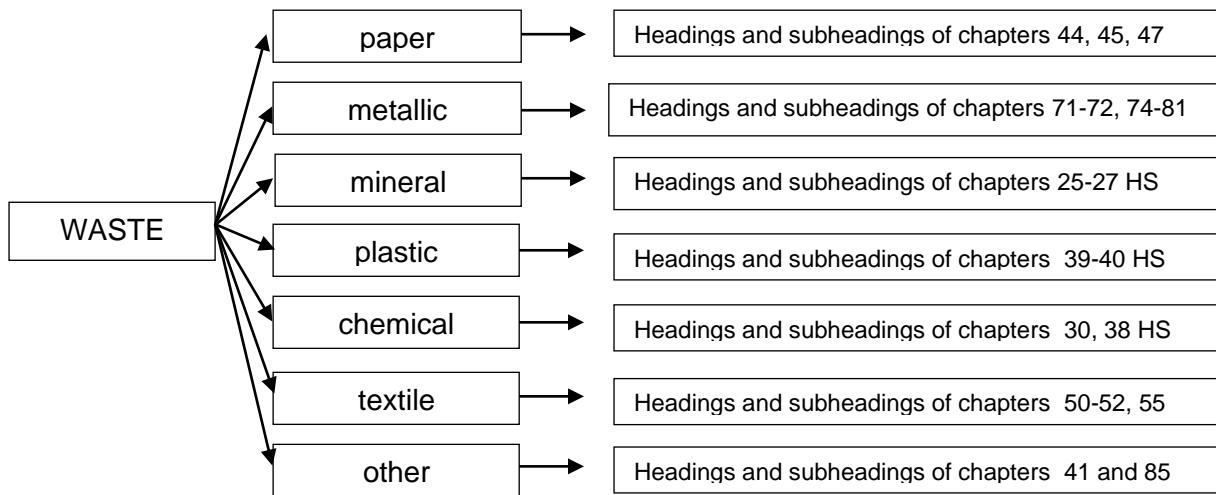 paper
Headings and subheadings of chapters 44, 45, 47
metallic
Headings and subheadings of chapters 71-72, 74-81
mineral
Headings and subheadings of chapters 25-27 HS
WASTE
plastic
Headings and subheadings of chapters  39-40 HS
chemical
Headings and subheadings of chapters  30, 38 HS
textile
Headings and subheadings of chapters  50-52, 55
other
Headings and subheadings of chapters  41 and 85